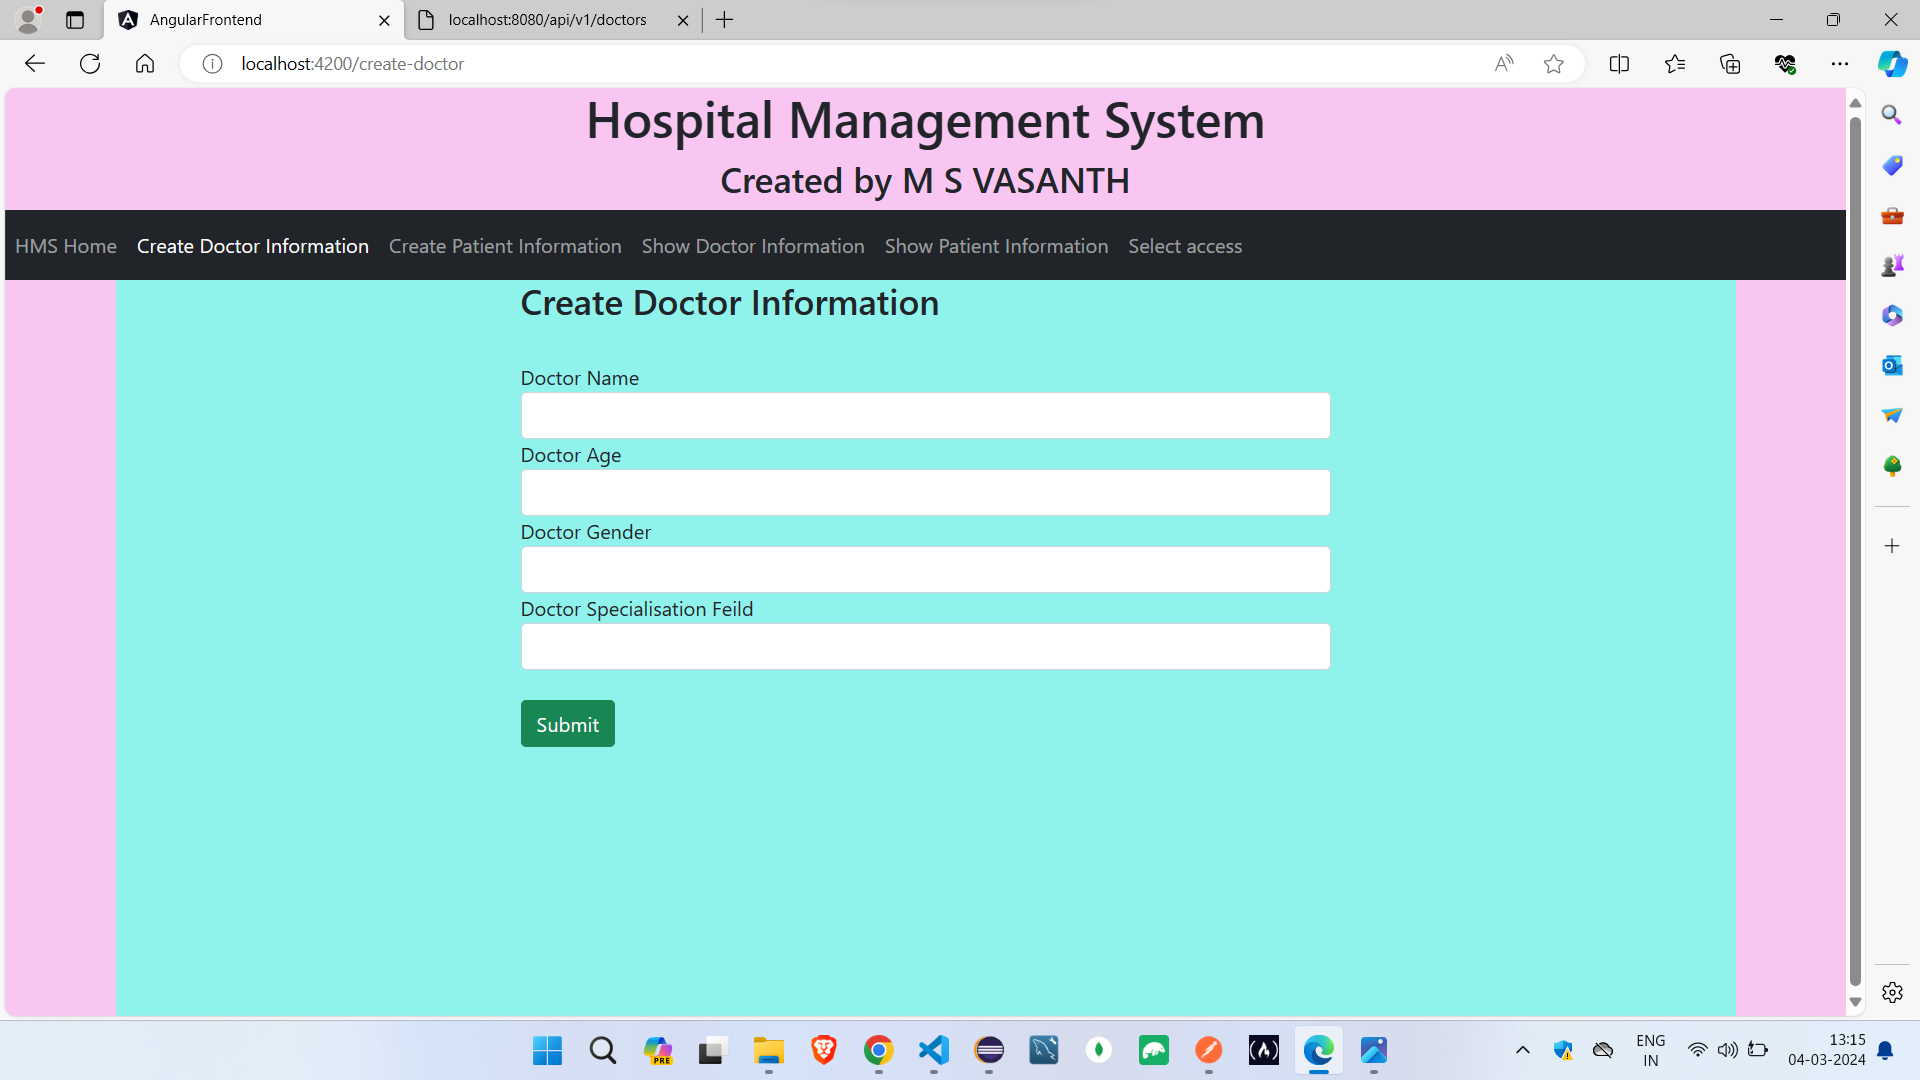 AngularFrontend
localhost:8080/api/v1/doctors
localhost:4200/create-doctor
Hospital Management System
Created by M S VASANTH
HMS Home Create Doctor Information Create Patient Information Show Doctor Information Show Patient Information Select access
Create Doctor Information
Doctor Name
Doctor Age
Doctor Gender
Doctor Specialisation Feild
Submit
PRE
ENG
IN
13:15
04-03-2024